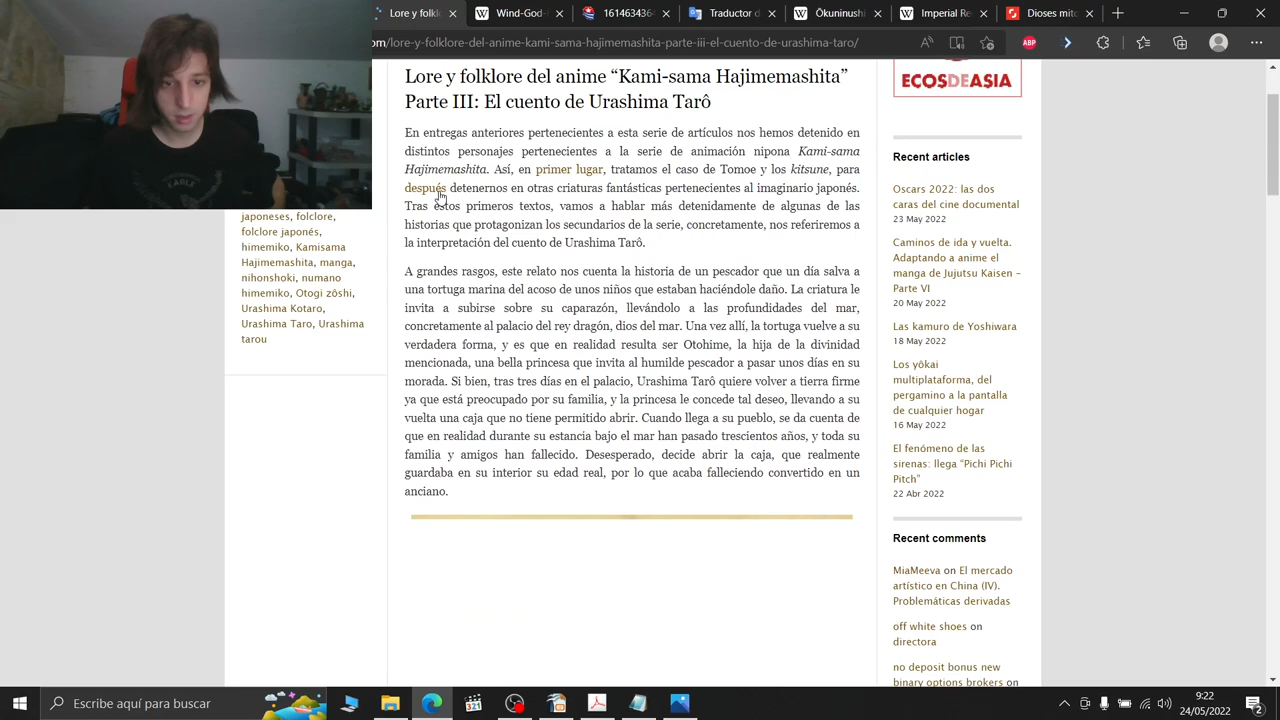 161643436-
Wikip
Imperial Re
Dioses mito
om/lore-y-folklore-del-anime-kami-sama-hajimemashita-parte-iii-el-cuento-de-urashima-taro/
ABP
Lore y folklore del anime “Kami-sama Hajimemashita”
Parte III: El cuento de Urashima Tarô
En entregas anteriores pertenecientes a esta serie de artículos nos hemos detenido en
distintos personajes pertenecientes a la serie de animación nipona Kami-sama
Hajimemashita. Así, en primer lugar, tratamos el caso de Tomoe y los kitsune, para
después detenernos en otras criaturas fantásticas pertenecientes al imaginario japonés.
Tras estos primeros textos, vamos a hablar más detenidamente de algunas de las
historias que protagonizan los secundarios de la serie, concretamente, nos referiremos a
la interpretación del cuento de Urashima Tarô.
A grandes rasgos, este relato nos cuenta la historia de un pescador que un día salva a
una tortuga marina del acoso de unos niños que estaban haciéndole daño. La criatura le
invita a subirse sobre su caparazón, llevándolo a las profundidades del mar,
concretamente al palacio del rey dragón, dios del mar. Una vez allí, la tortuga vuelve a su
verdadera forma, y es que en realidad resulta ser Otohime, la hija de la divinidad
mencionada, una bella princesa que invita al humilde pescador a pasar unos días en su
morada. Si bien, tras tres días en el palacio, Urashima Tarô quiere volver a tierra firme
ya que está preocupado por su familia, y la princesa le concede tal deseo, llevando a su
vuelta una caja que no tiene permitido abrir. Cuando llega a su pueblo, se da cuenta de
que en realidad durante su estancia bajo el mar han pasado trescientos años, y toda su
familia y amigos han fallecido. Desesperado, decide abrir la caja, que realmente
guardaba en su interior su edad real, por lo que acaba falleciendo convertido en un
anciano.
japoneses, folclore,
folclore japonés,
himemiko, Kamisama
Hajimemashita, manga,
nihonshoki, numano
himemiko, Otogi zôshi,
Urashima Kotaro,
Urashima Taro, Urashima
tarou
ECOSDEASIA
Recent articles
Oscars 2022: las dos
caras del cine documental
23 May 2022
Caminos de ida y vuelta.
Adaptando a anime el
manga de Jujutsu Kaisen –
Parte VI
20 May 2022
Las kamuro de Yoshiwara
18 May 2022
Los yôkai
multiplataforma, del
pergamino a la pantalla
de cualquier hogar
16 May 2022
El fenómeno de las
sirenas: llega “Pichi Pichi
Pitch”
22 Abr 2022
Recent comments
MiaMeeva on El mercado
artístico en China (IV).
Problemáticas derivadas
off white shoes on
directora
no deposit bonus new
binary options brokers on
Escribe aquí para buscar
9:22
24/05/2022
2